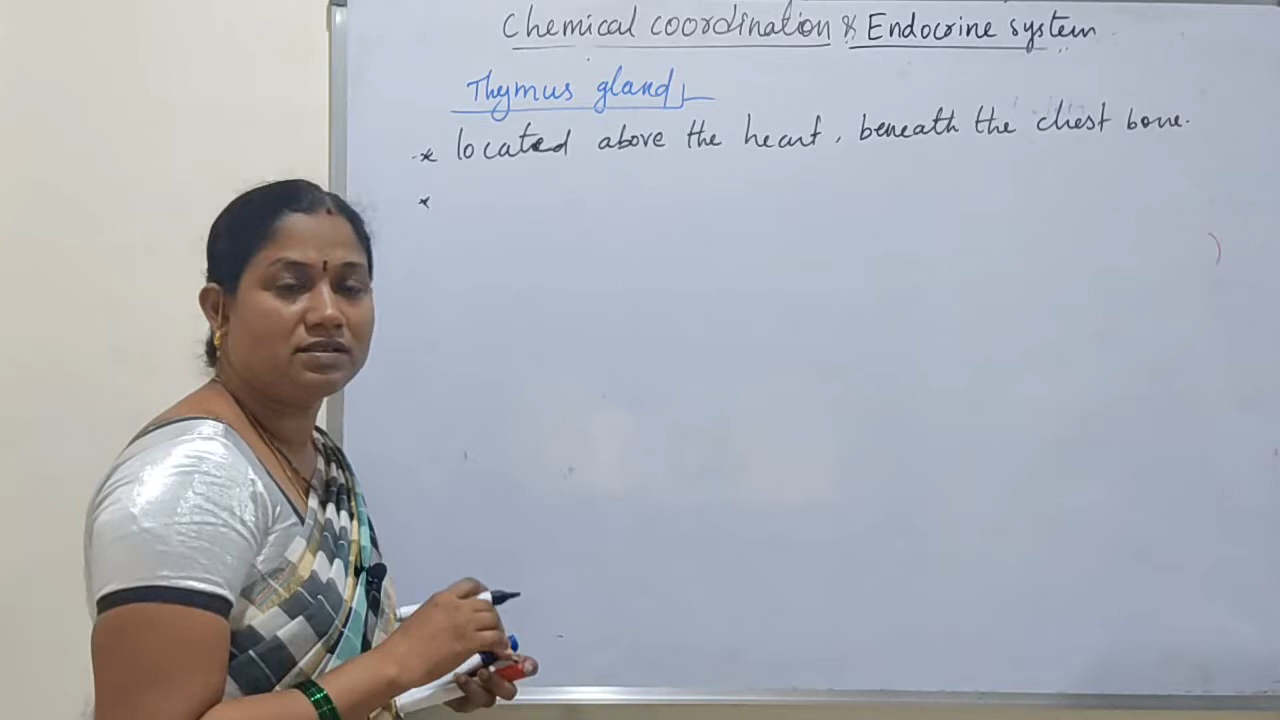 Chemical coordination & Endocrine system
Thymus gland
* located above the heart, beneath the chest bone.
*